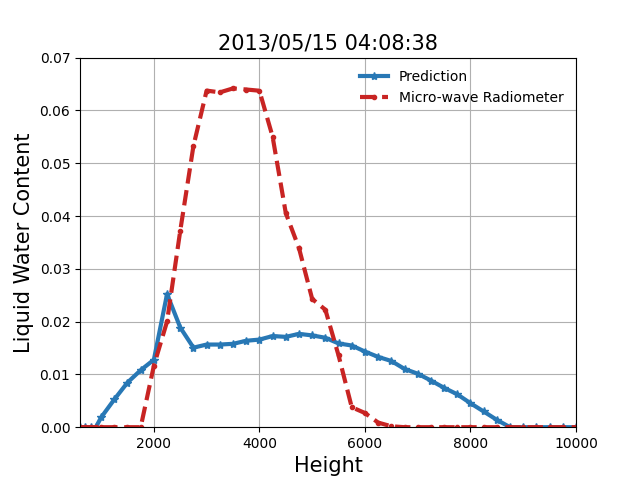 2013/05/15 04:08:38
Prediction
Micro-wave Radiometer
Liquid Water Content
0.07
0.06
0.05
0.04
0.03
0.02
0.01
0.00
2000 4000 6000 8000 10000
Height